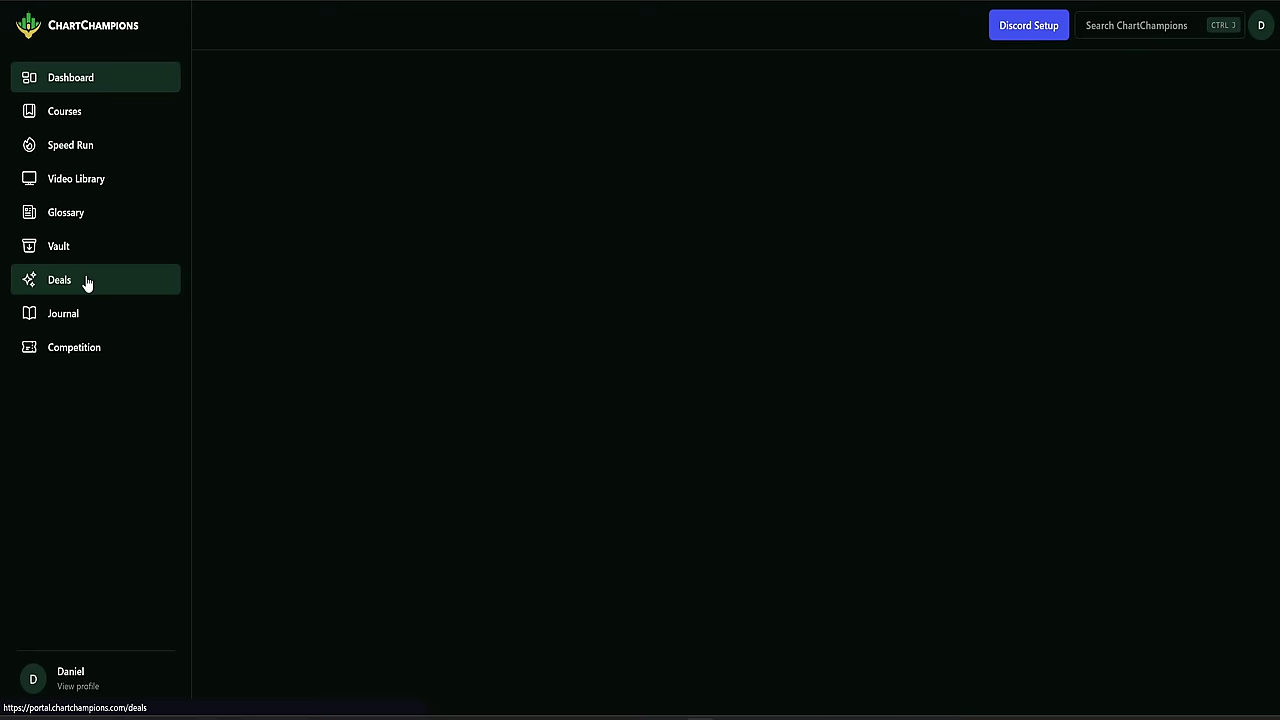 CHARTCHAMPIONS
Discord Setup
Search ChartChampions
CTRL J
D
Dashboard
Courses
Speed Run
Video Library
Glossary
Vault
Deals
Journal
Competition
D
Daniel
View profile
https://portal.chartchampions.com/deals